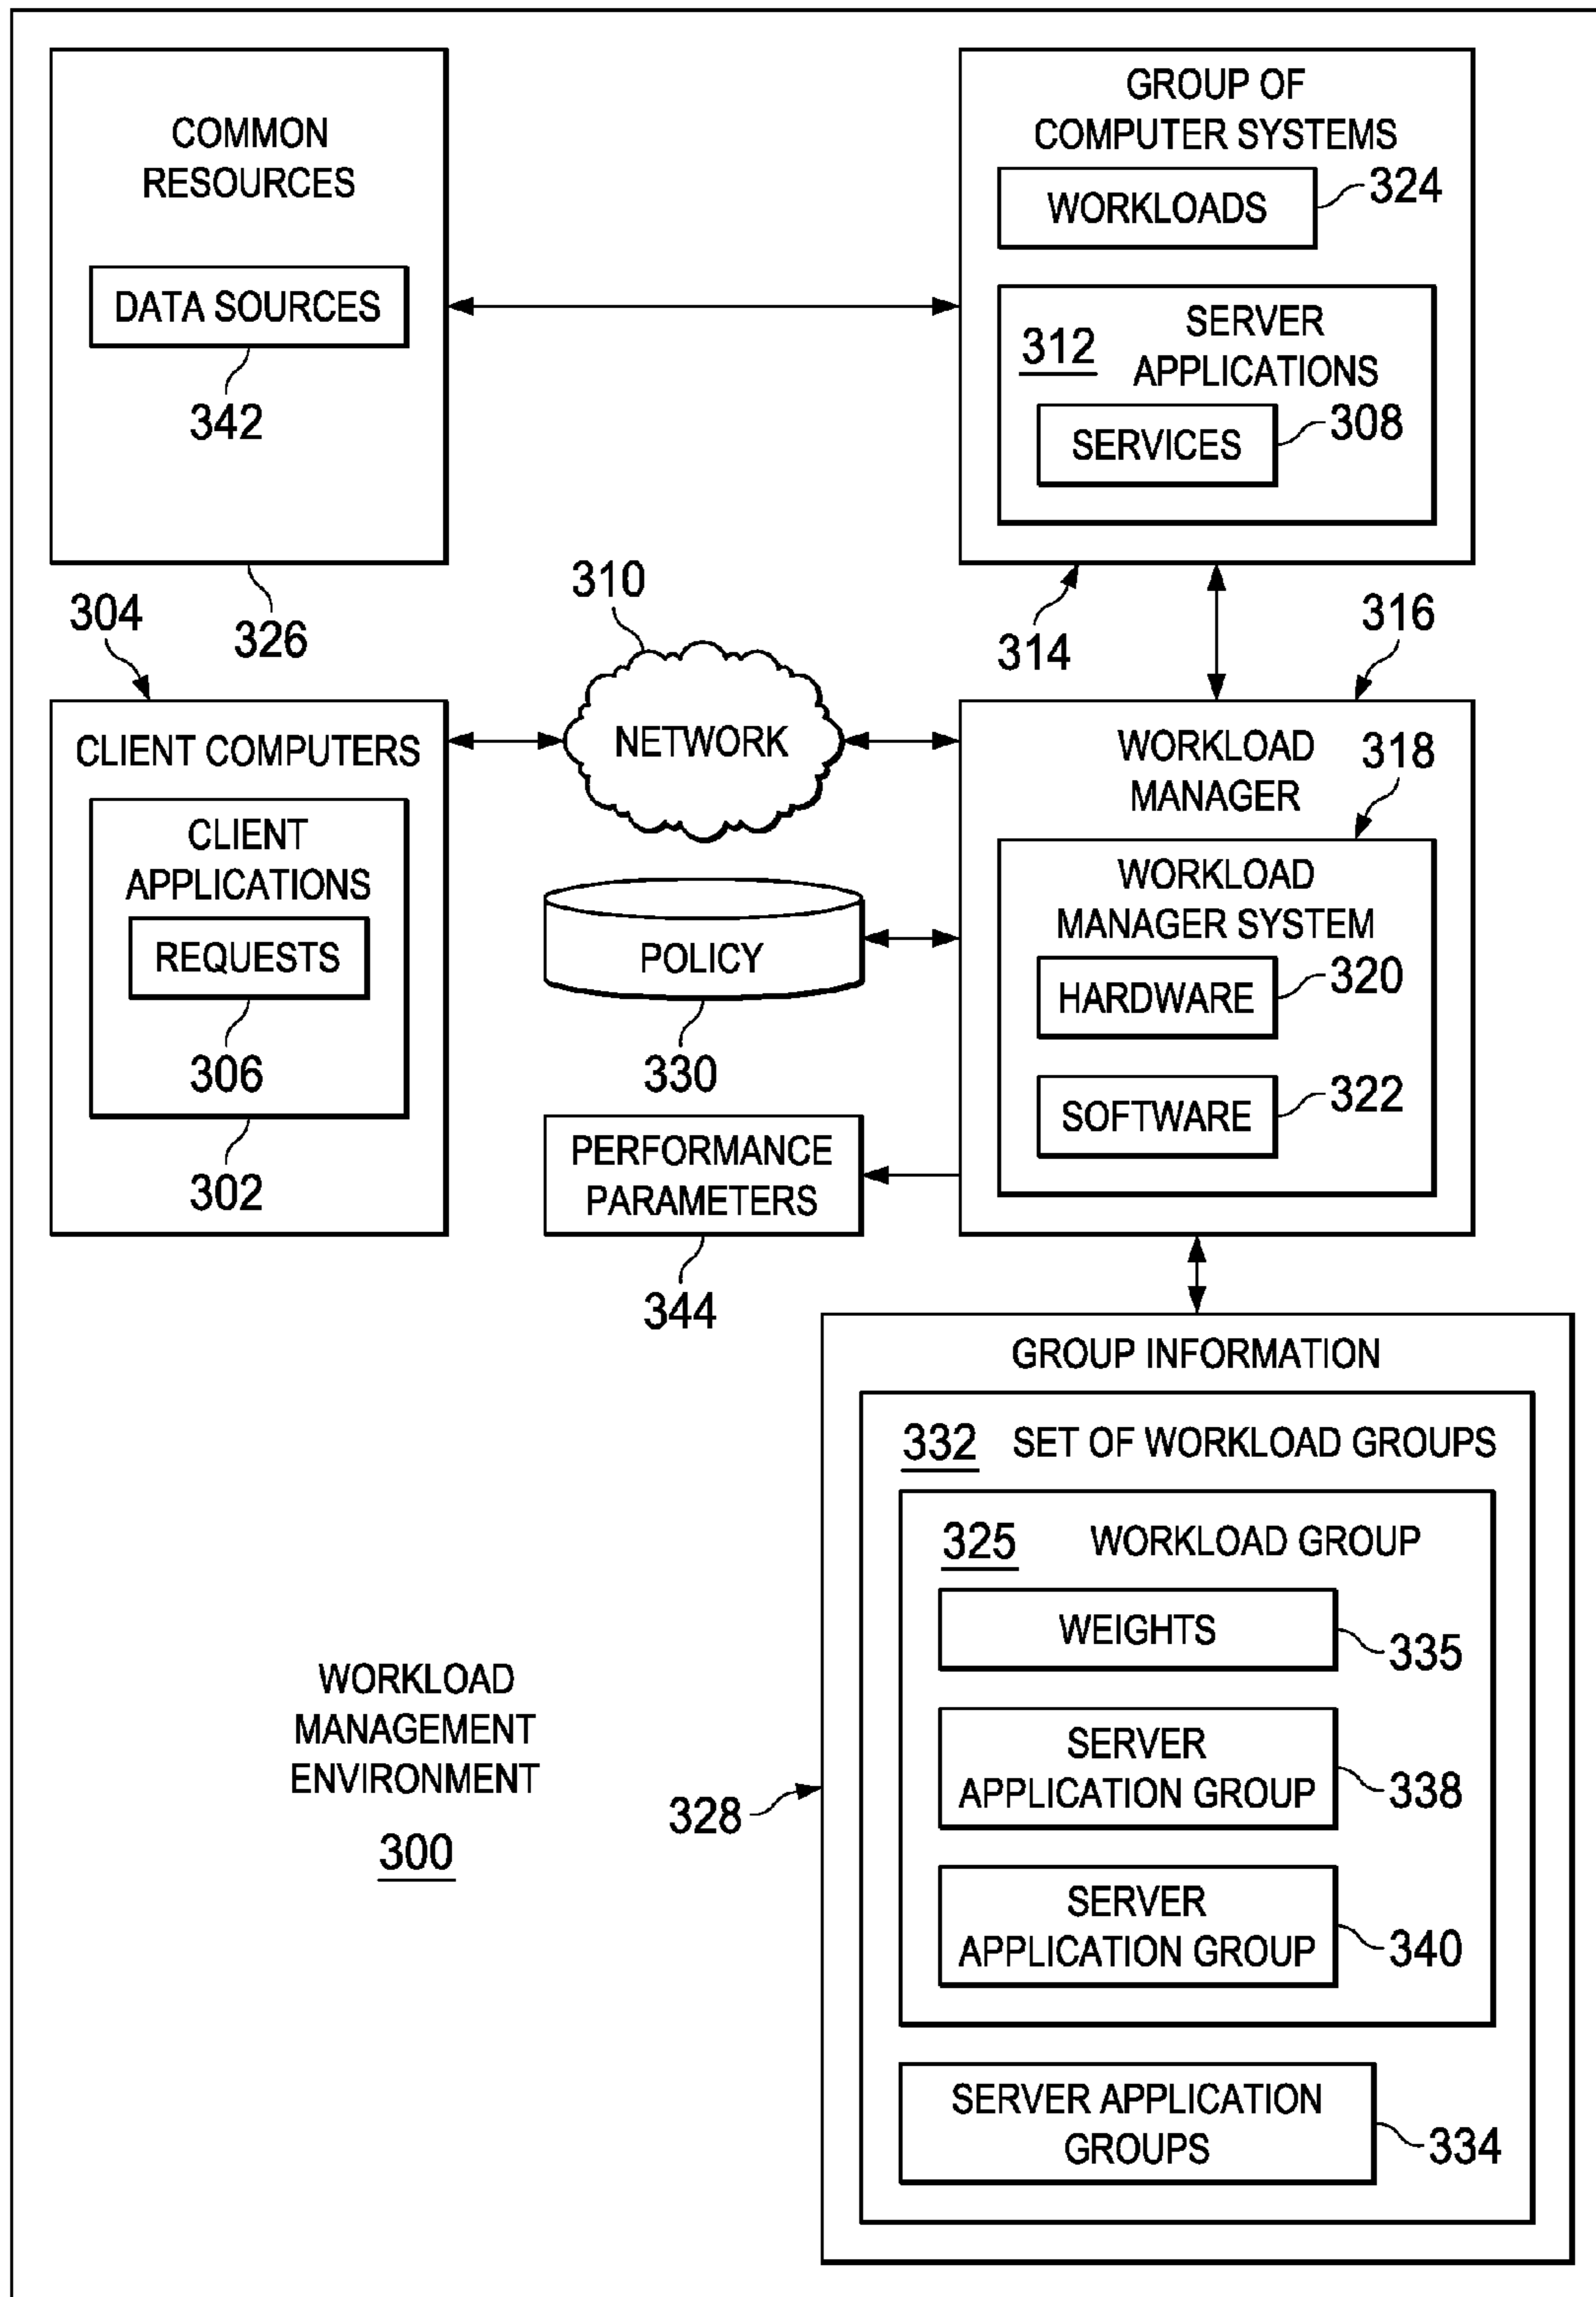 COMMON
RESOURCES
DATA SOURCES
342
326
GROUP OF
COMPUTER SYSTEMS
WORKLOADS
324
312
SERVER
APPLICATIONS
SERVICES
308
314
304
CLIENT COMPUTERS
CLIENT
APPLICATIONS
REQUESTS
306
302
310
NETWORK
POLICY
330
PERFORMANCE
PARAMETERS
344
316
WORKLOAD
MANAGER
318
WORKLOAD
MANAGER SYSTEM
HARDWARE
320
SOFTWARE
322
GROUP INFORMATION
332 SET OF WORKLOAD GROUPS
325 WORKLOAD GROUP
WEIGHTS
335
SERVER
APPLICATION GROUP
338
SERVER
APPLICATION GROUP
340
SERVER APPLICATION
GROUPS
334
328
WORKLOAD
MANAGEMENT
ENVIRONMENT
300